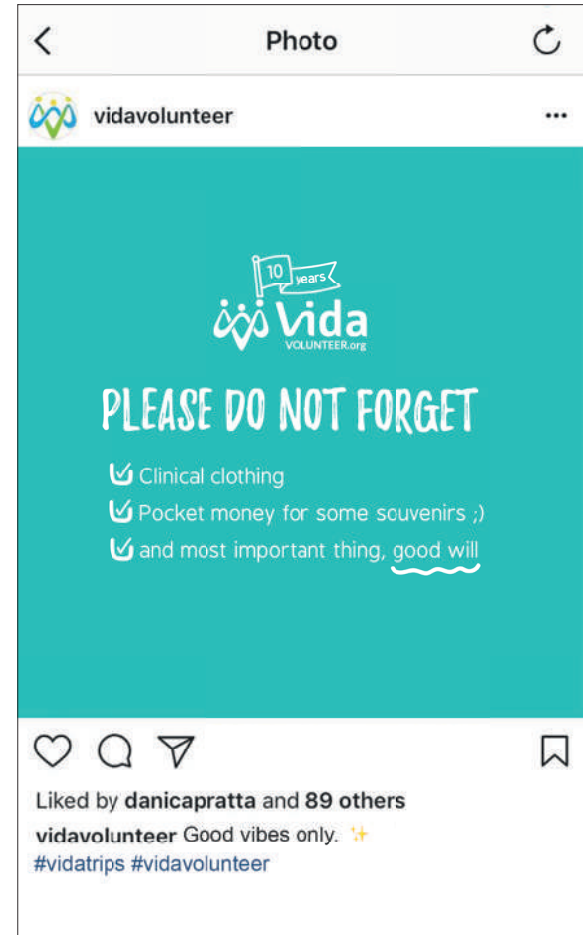 Photo
vidavolunteer
10
years
Vida
VOLUNTEER.org
PLEASE DO NOT FORGET
Clinical clothing
Pocket money for some souvenirs ;)
and most important thing, good will
Liked by danicapratta and 89 others
vidavolunteer Good vibes only. ✨
#vidatrips #vidavolunteer